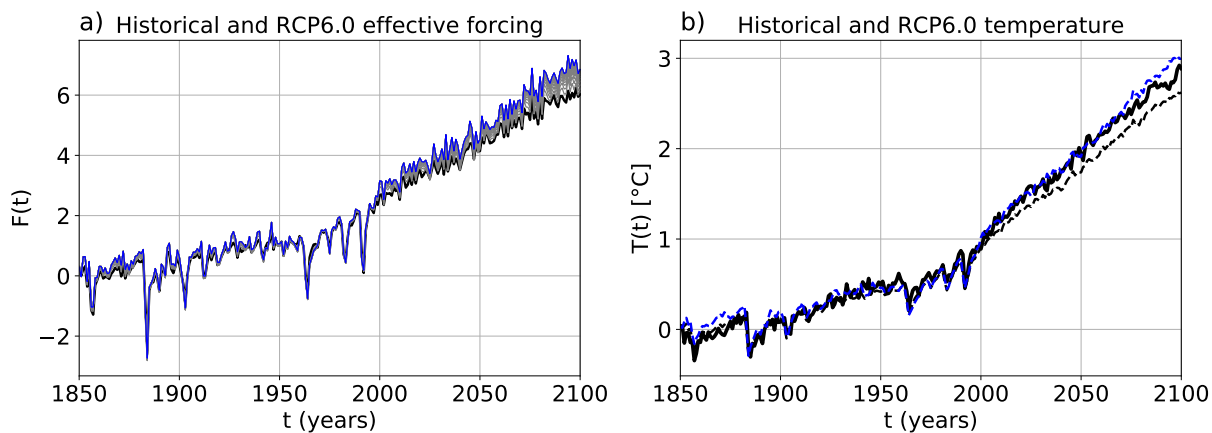 a) Historical and RCP6.0 effective forcing
F(t)
6
4
2
0
−2
1850 1900 1950 2000 2050 2100
t (years)
b) Historical and RCP6.0 temperature
T(t) [°C]
3
2
1
0
1850 1900 1950 2000 2050 2100
t (years)